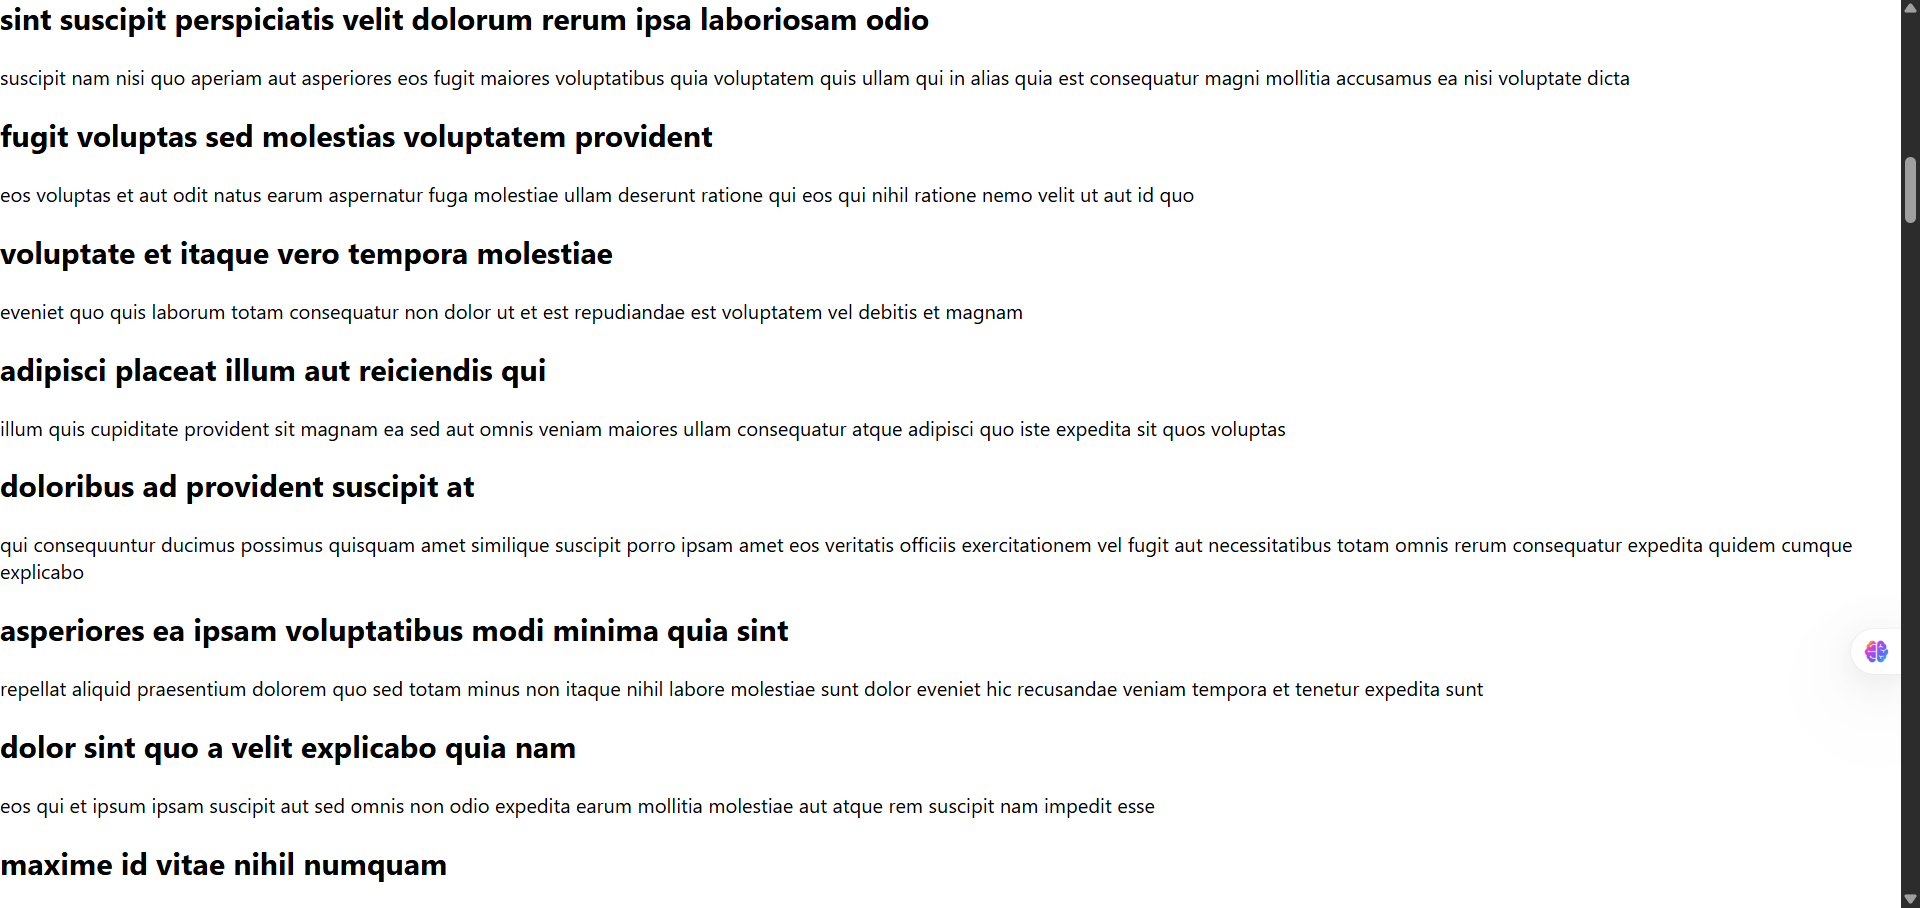 sint suscipit perspiciatis velit dolorum rerum ipsa laboriosam odio
suscipit nam nisi quo aperiam aut asperiores eos fugit maiores voluptatibus quia voluptatem quis ullam qui in alias quia est consequatur magni mollitia accusamus ea nisi voluptate dicta
fugit voluptas sed molestias voluptatem provident
eos voluptas et aut odit natus earum aspernatur fuga molestiae ullam deserunt ratione qui eos qui nihil ratione nemo velit ut aut id quo
voluptate et itaque vero tempora molestiae
eveniet quo quis laborum totam consequatur non dolor ut et est repudiandae est voluptatem vel debitis et magnam
adipisci placeat illum aut reiciendis qui
illum quis cupiditate provident sit magnam ea sed aut omnis veniam maiores ullam consequatur atque adipisci quo iste expedita sit quos voluptas
doloribus ad provident suscipit at
qui consequuntur ducimus possimus quisquam amet similique suscipit porro ipsam amet eos veritatis officiis exercitationem vel fugit aut necessitatibus totam omnis rerum consequatur expedita quidem cumque
explicabo
asperiores ea ipsam voluptatibus modi minima quia sint
repellat aliquid praesentium dolorem quo sed totam minus non itaque nihil labore molestiae sunt dolor eveniet hic recusandae veniam tempora et tenetur expedita sunt
dolor sint quo a velit explicabo quia nam
eos qui et ipsum ipsam suscipit aut sed omnis non odio expedita earum mollitia molestiae aut atque rem suscipit nam impedit esse
maxime id vitae nihil numquam